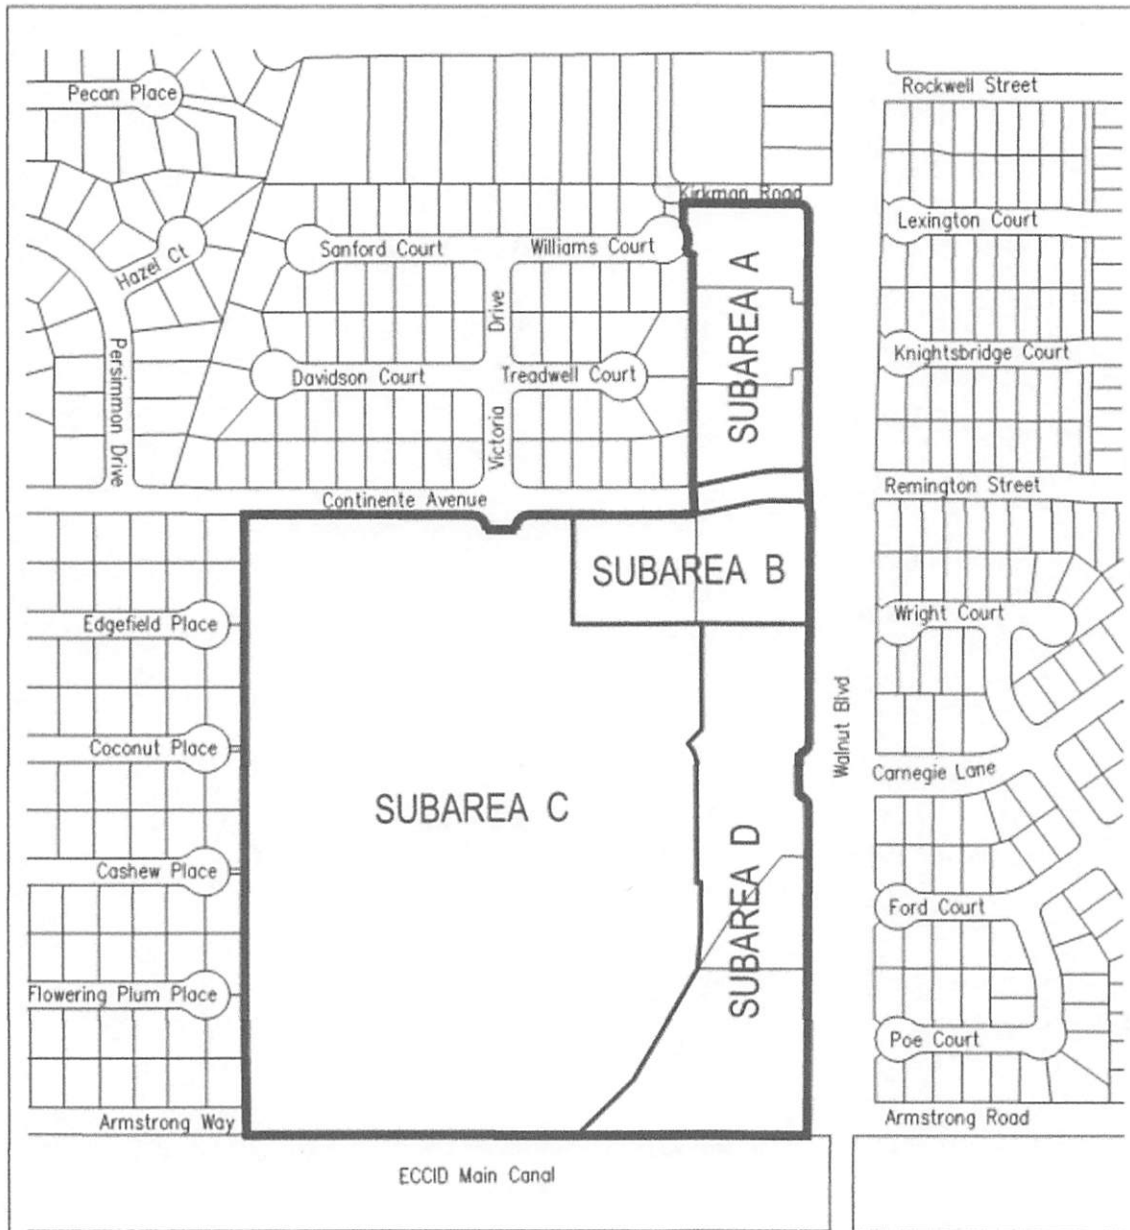 Pecan Place
Rockwell Street
Kirkman Road
Lexington Court
Sanford Court
Williams Court
Hazel Ct
SUBAREA A
Drive
Persimmon Drive
Davidson Court
Treadwell Court
Knightsbridge Court
Victoria
Continente Avenue
Remington Street
SUBAREA B
Edgefield Place
Wright Court
Walnut Blvd
Coconut Place
Carnegie Lane
SUBAREA C
SUBAREA D
Cashew Place
Ford Court
Flowering Plum Place
Poe Court
Armstrong Way
Armstrong Road
ECCID Main Canal